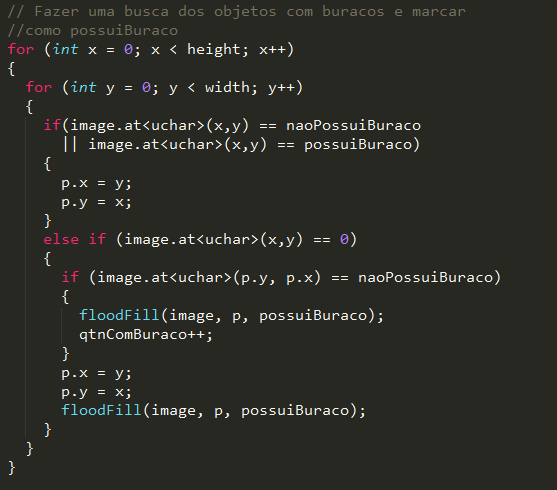 // Fazer uma busca dos objetos com buracos e marcar
//como possuiBuraco
for (int x = 0; x < height; x++)
{
  for (int y = 0; y < width; y++)
  {
    if(image.at<uchar>(x,y) == naoPossuiBuraco
      || image.at<uchar>(x,y) == possuiBuraco)
    {
      p.x = y;
      p.y = x;
    }
    else if (image.at<uchar>(x,y) == 0)
    {
      if (image.at<uchar>(p.y, p.x) == naoPossuiBuraco)
      {
        floodFill(image, p, possuiBuraco);
        qtnComBuraco++;
      }
      p.x = y;
      p.y = x;
      floodFill(image, p, possuiBuraco);
    }
  }
}